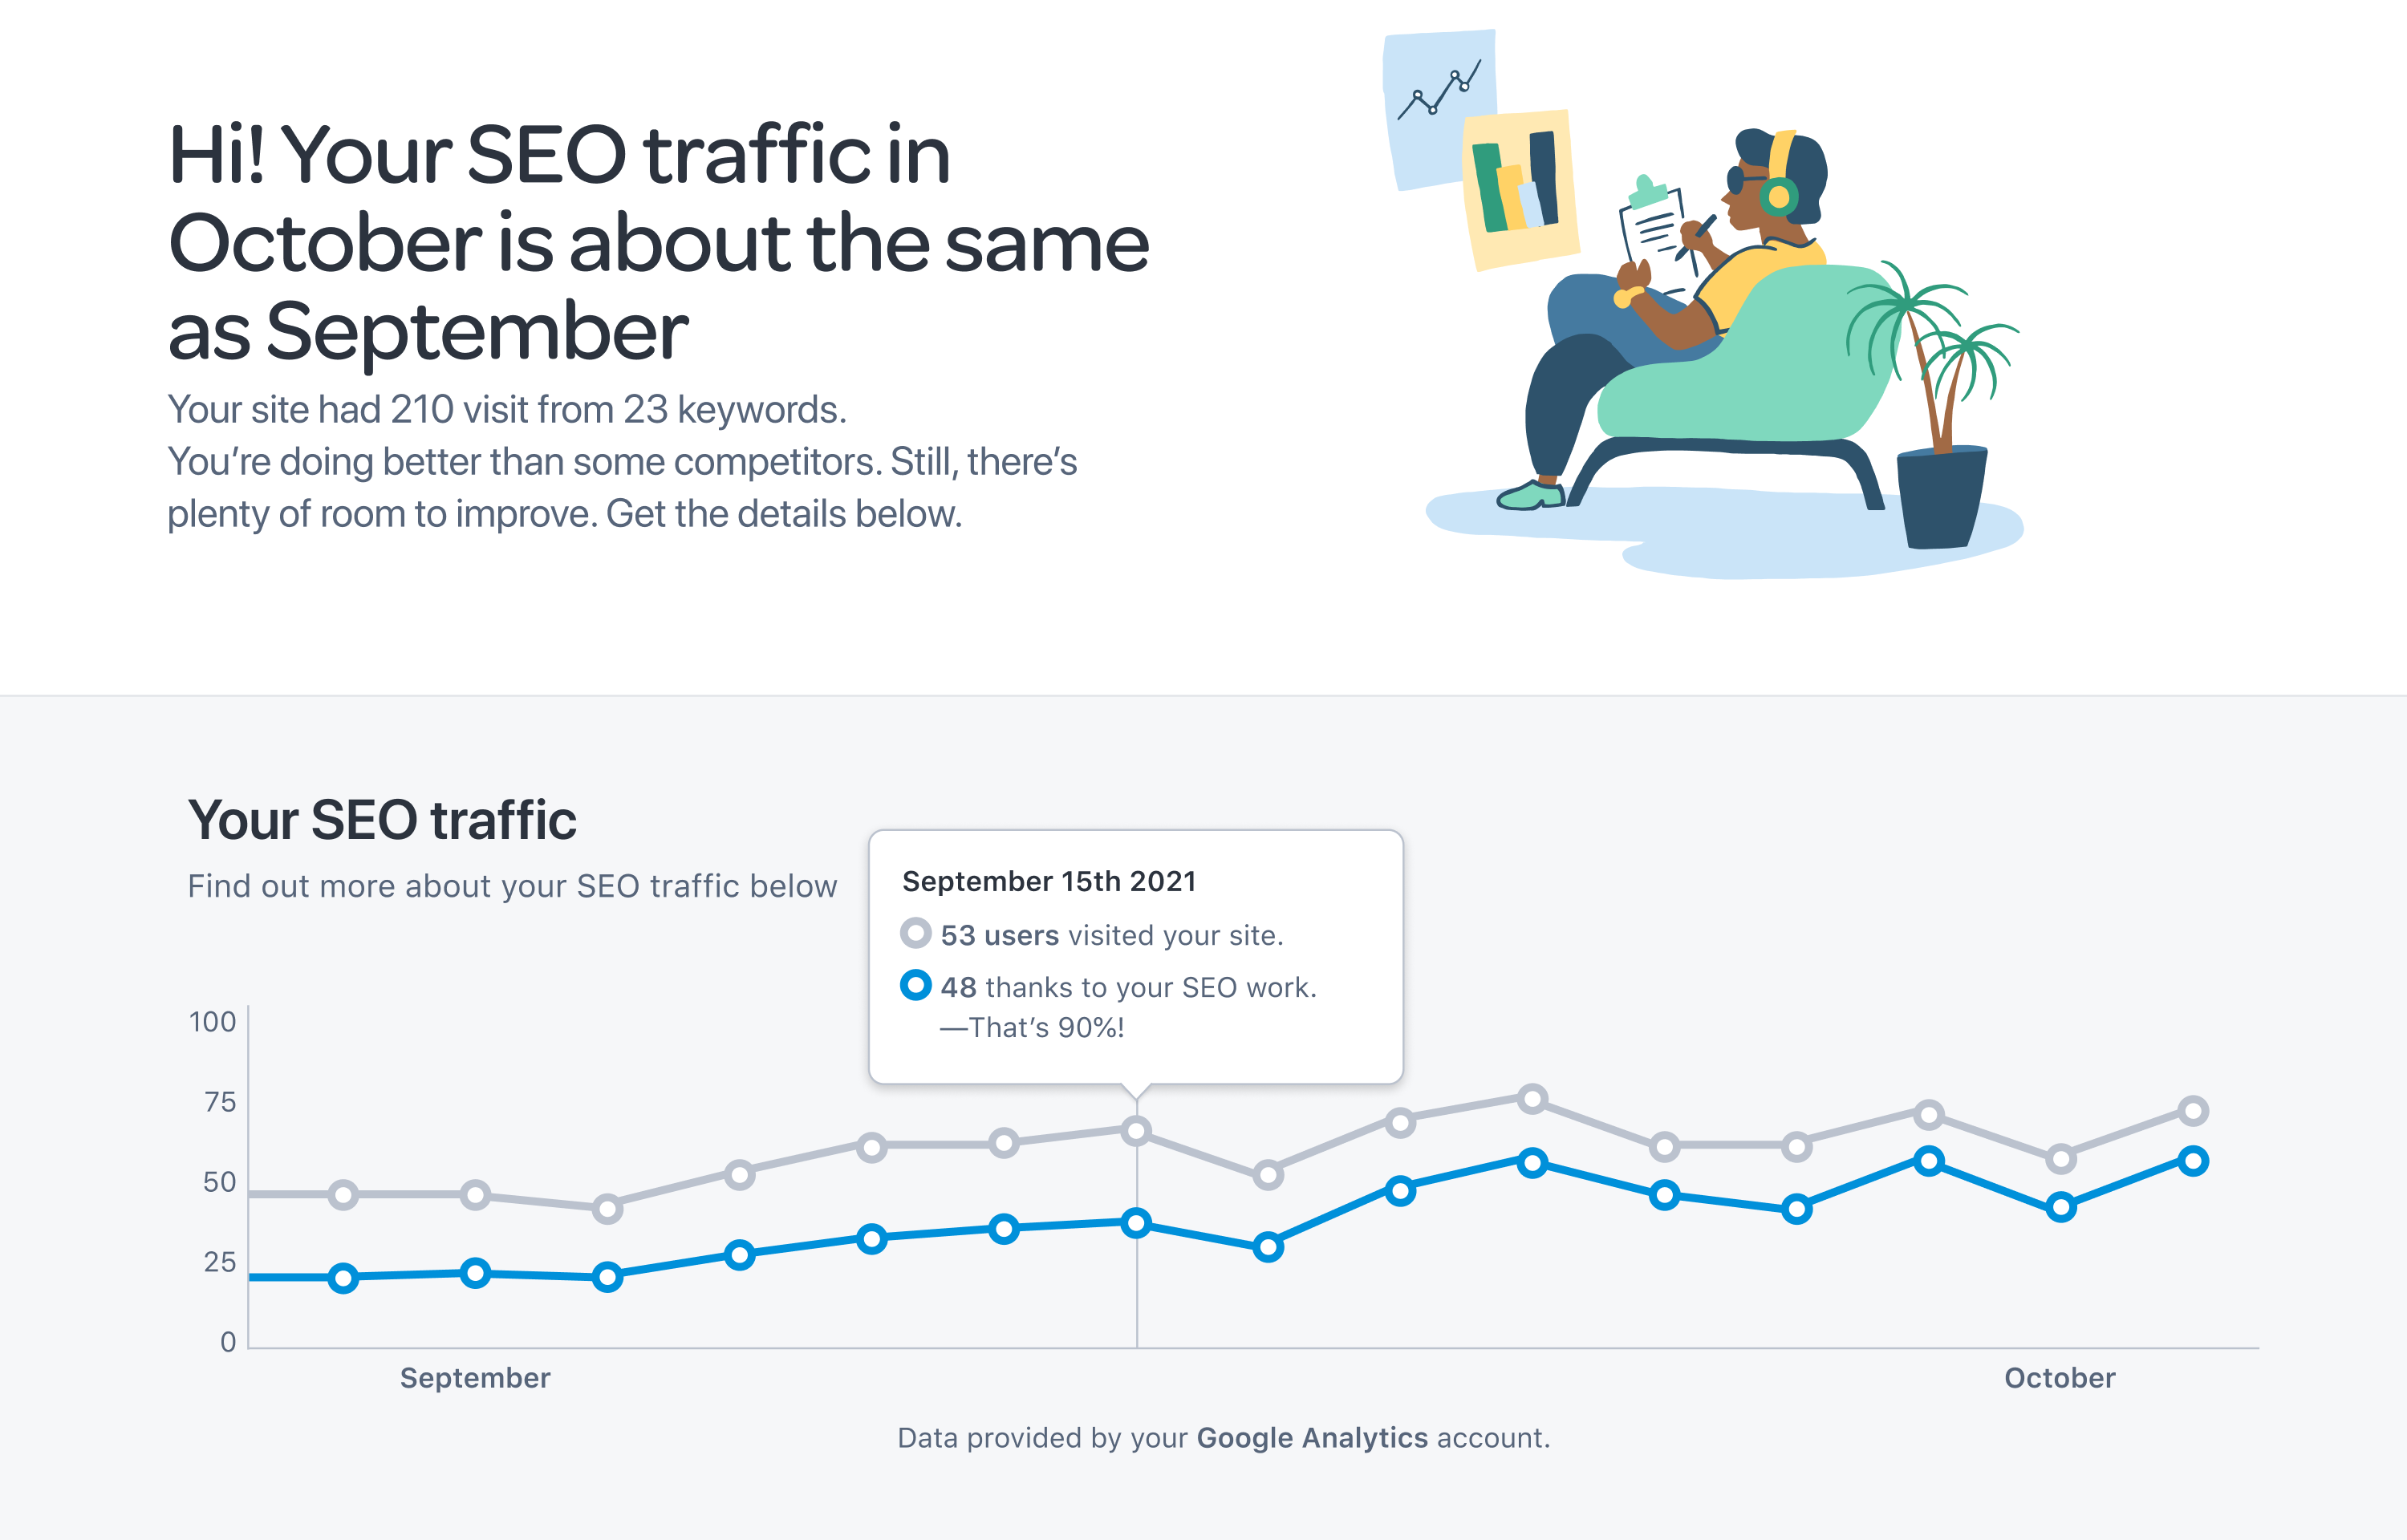 Hi! Your SEO traffic in
October is about the same
as September
Your site had 210 visit from 23 keywords.
You’re doing better than some competitors. Still, there’s
plenty of room to improve. Get the details below.
Your SEO traffic
Find out more about your SEO traffic below
September 15th 2021
53 users visited your site.
48 thanks to your SEO work.
—That’s 90%!
100
75
50
25
0
September
October
Data provided by your Google Analytics account.